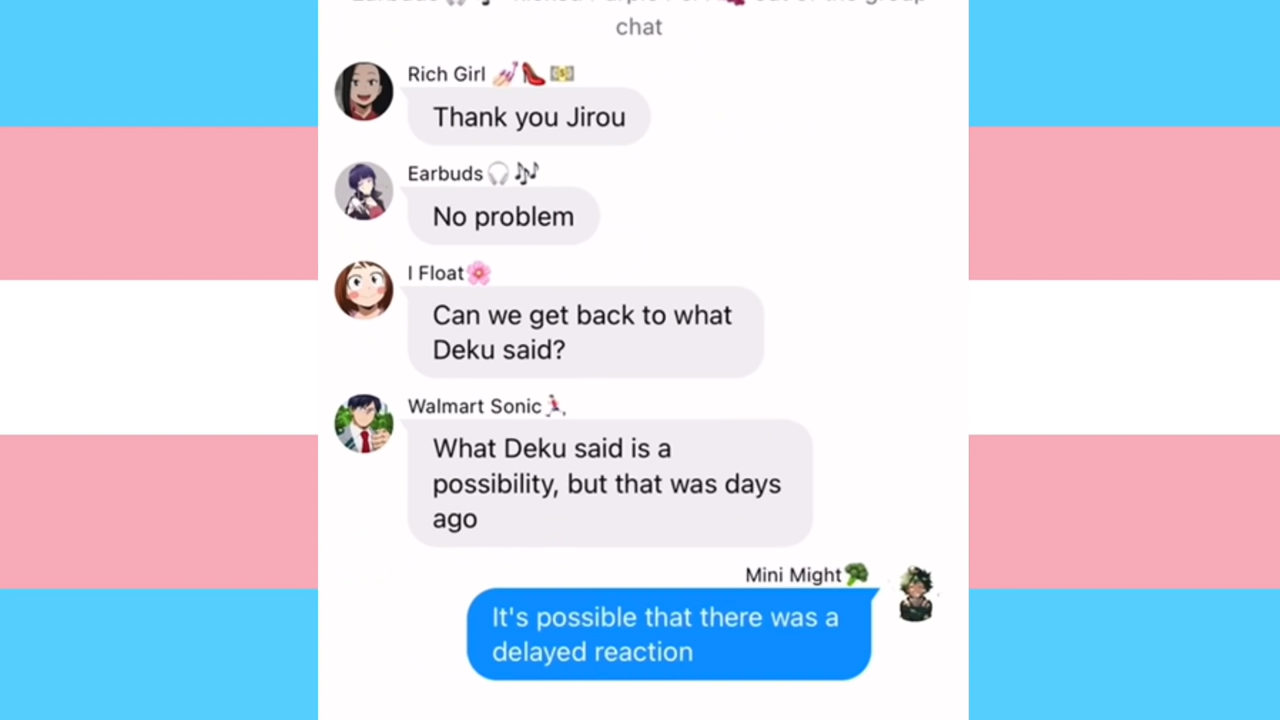 chat
Rich Girl 💅🏻👠💵
Thank you Jirou
Earbuds🎧🎶
No problem
I Float🌸
Can we get back to what
Deku said?
Walmart Sonic🏃🏻‍♀️
What Deku said is a
possibility, but that was days
ago
Mini Might🥦
It's possible that there was a
delayed reaction